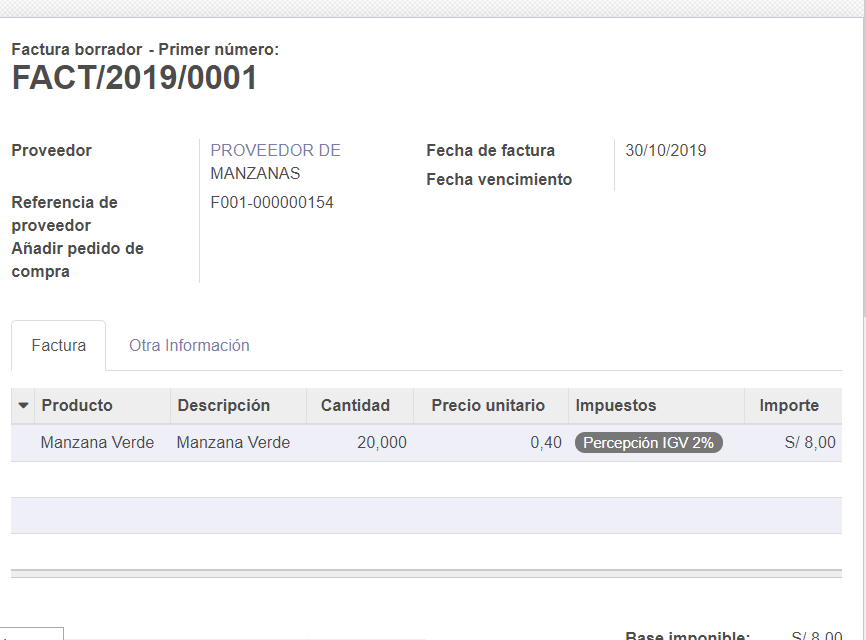 Factura borrador - Primer número:
FACT/2019/0001
Proveedor
PROVEEDOR DE
MANZANAS
Referencia de
proveedor
F001-000000154
Añadir pedido de
compra
Fecha de factura
30/10/2019
Fecha vencimiento
Factura
Otra Información
Producto Descripción Cantidad Precio unitario Impuestos Importe
Manzana Verde Manzana Verde 20,000 0,40 Percepción IGV 2% S/ 8,00
Base imponible: S/ 8,00